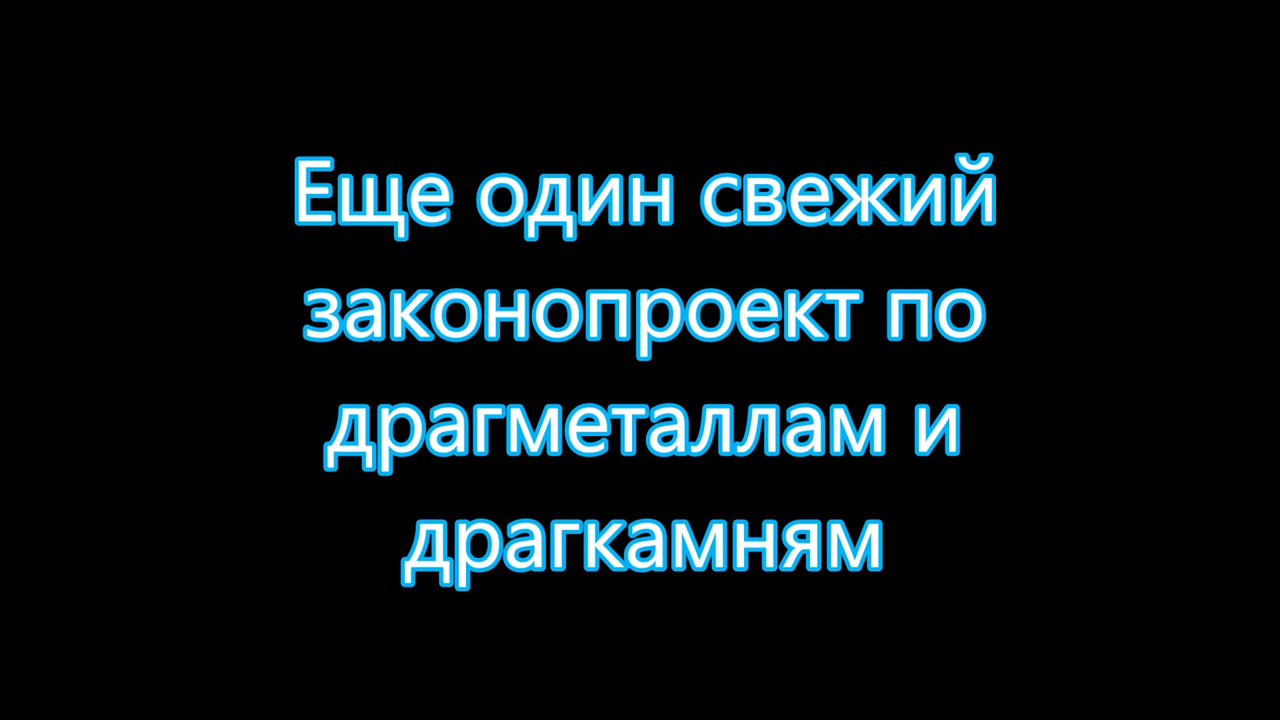 Еще один свежий
законопроект по
драгметаллам и
драгкамням